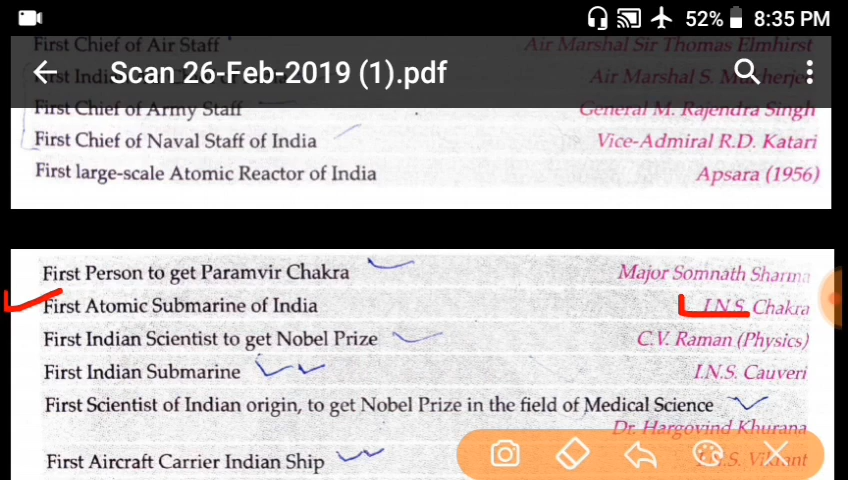 52% 8:35 PM
First Chief of Air Staff Air Marshal Sir Thomas Elmhirst
Scan 26-Feb-2019 (1).pdf
First Air Marshal S.
First Chief of Army Staff General M. Rajendra Singh
First Chief of Naval Staff of India Vice-Admiral R.D. Katari
First large-scale Atomic Reactor of India Apsara (1956)
First Person to get Paramvir Chakra Major Somnath Sharma
First Atomic Submarine of India I.N.S. Chakra
First Indian Scientist to get Nobel Prize C.V. Raman (Physics)
First Indian Submarine I.N.S. Cauveri
First Scientist of Indian origin, to get Nobel Prize in the field of Medical Science
Dr. Hargovind Khurana
First Aircraft Carrier Indian Ship I.N.S. Vikrant